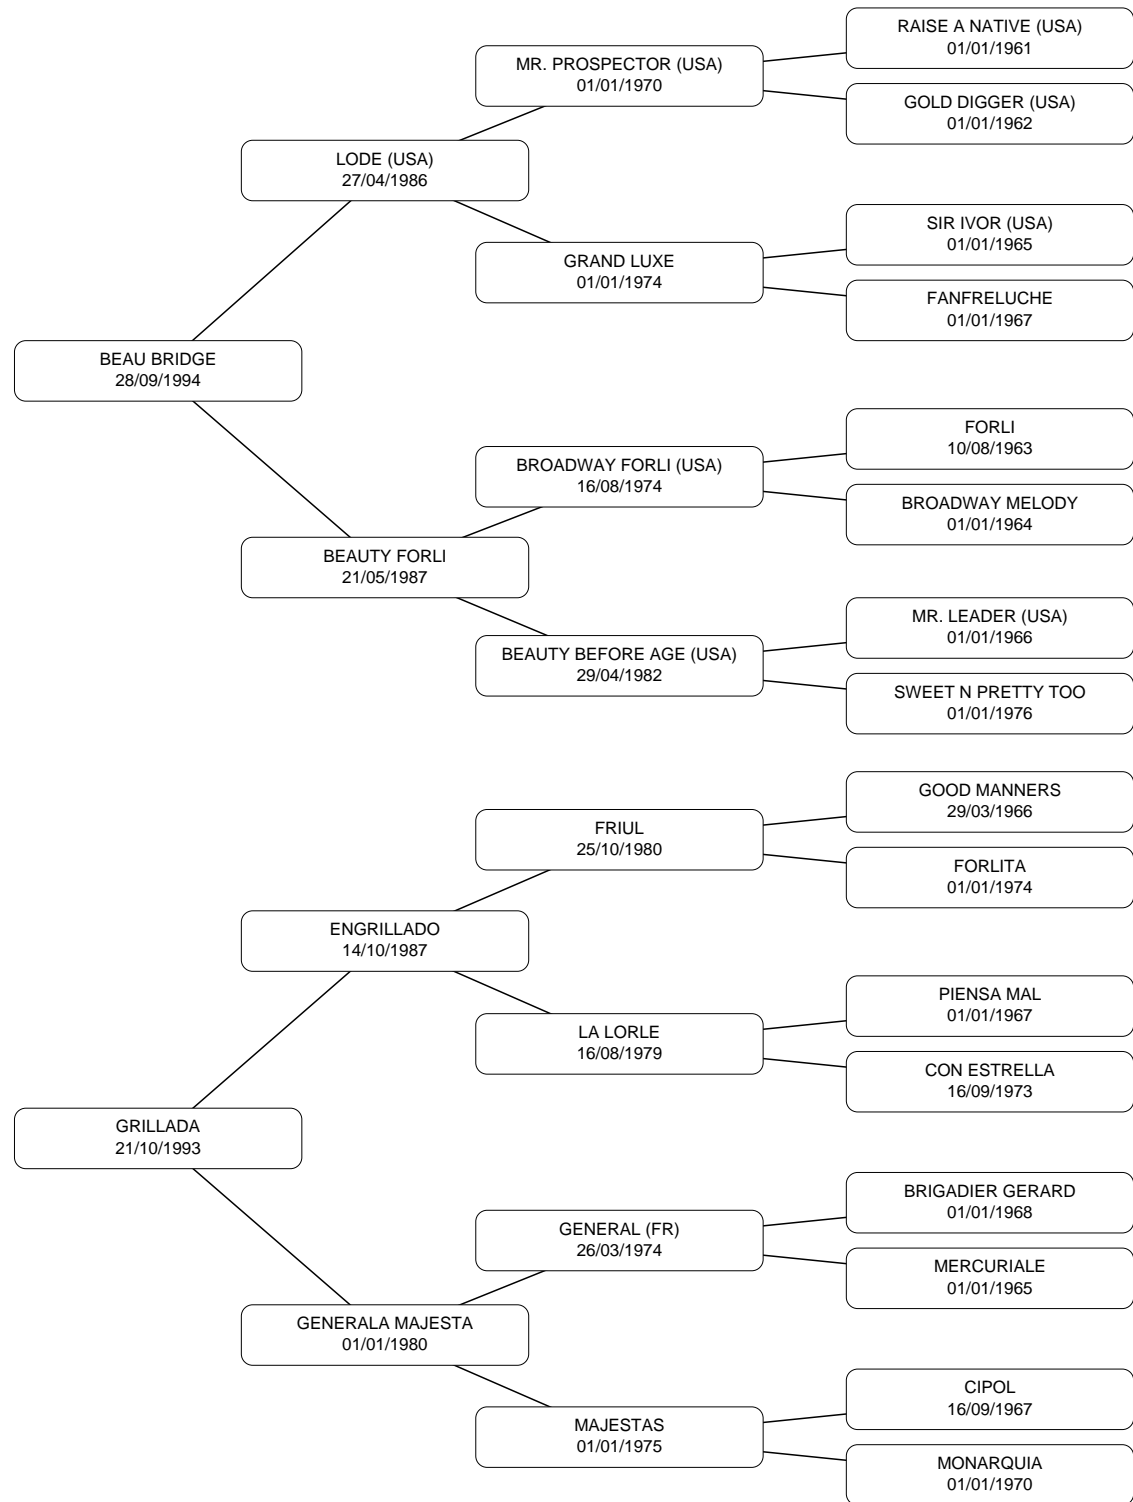 RAISE A NATIVE (USA)
01/01/1961
MR. PROSPECTOR (USA)
01/01/1970
GOLD DIGGER (USA)
01/01/1962
LODE (USA)
27/04/1986
SIR IVOR (USA)
01/01/1965
GRAND LUXE
01/01/1974
FANFRELUCHE
01/01/1967
BEAU BRIDGE
28/09/1994
FORLI
10/08/1963
BROADWAY FORLI (USA)
16/08/1974
BROADWAY MELODY
01/01/1964
BEAUTY FORLI
21/05/1987
MR. LEADER (USA)
01/01/1966
BEAUTY BEFORE AGE (USA)
29/04/1982
SWEET N PRETTY TOO
01/01/1976
GOOD MANNERS
29/03/1966
FRIUL
25/10/1980
FORLITA
01/01/1974
ENGRILLADO
14/10/1987
PIENSA MAL
01/01/1967
LA LORLE
16/08/1979
CON ESTRELLA
16/09/1973
GRILLADA
21/10/1993
BRIGADIER GERARD
01/01/1968
GENERAL (FR)
26/03/1974
MERCURIALE
01/01/1965
GENERALA MAJESTA
01/01/1980
CIPOL
16/09/1967
MAJESTAS
01/01/1975
MONARQUIA
01/01/1970